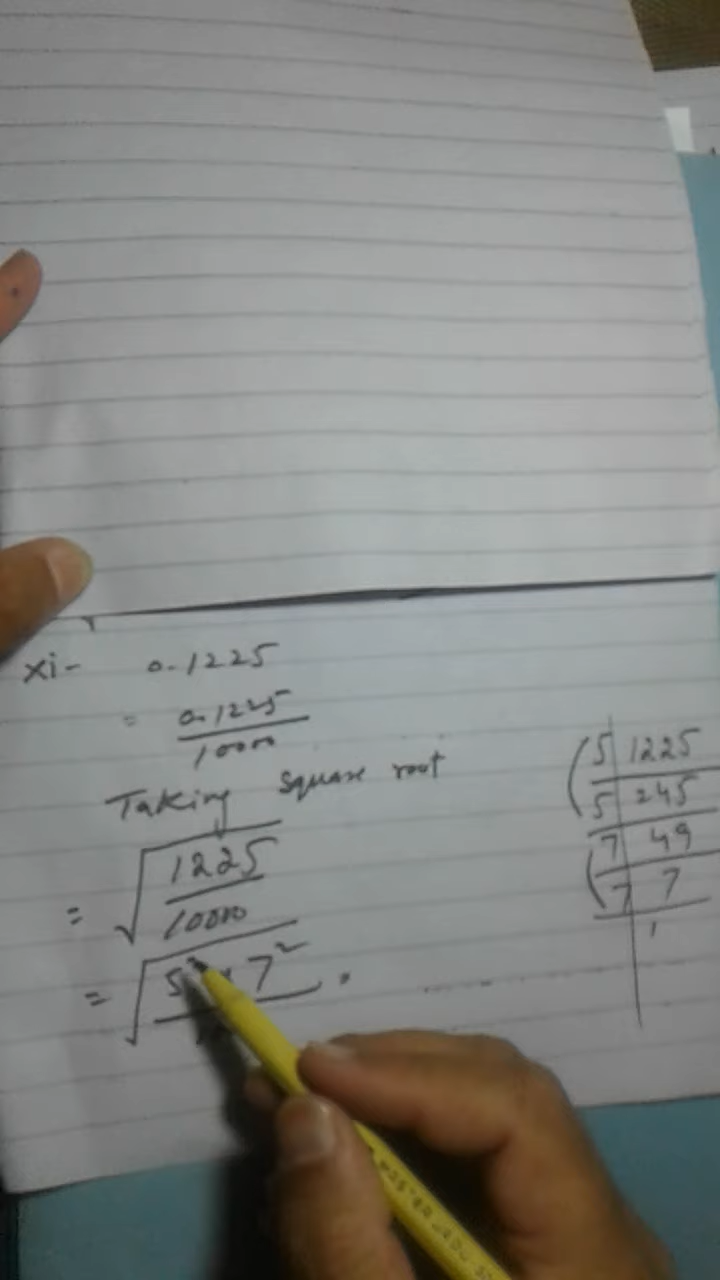 xi- 0.1225
= 0.1225/10000
Taking square root
= √1225/10000
= √5² 7²
5 1225
5 245
7 49
7 7
1